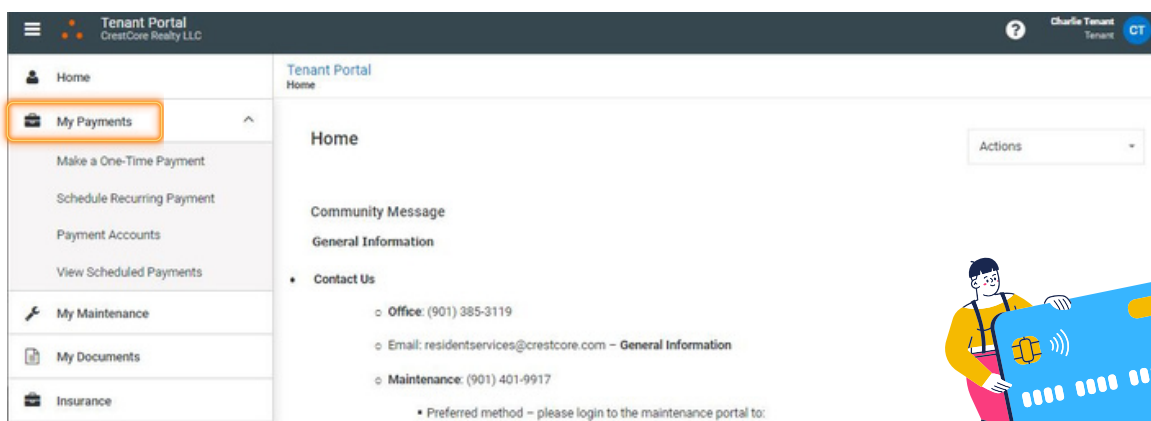 Tenant Portal
CrestCore Realty LLC
?
Charlie Tenant
Tenant
CT
Home
My Payments
Make a One-Time Payment
Schedule Recurring Payment
Payment Accounts
View Scheduled Payments
My Maintenance
My Documents
Insurance
Tenant Portal
Home
Home
Actions
Community Message
General Information
• Contact Us
○ Office: (901) 385-3119
○ Email: residentservices@crestcore.com – General Information
○ Maintenance: (901) 401-9917
▪ Preferred method – please login to the maintenance portal to: